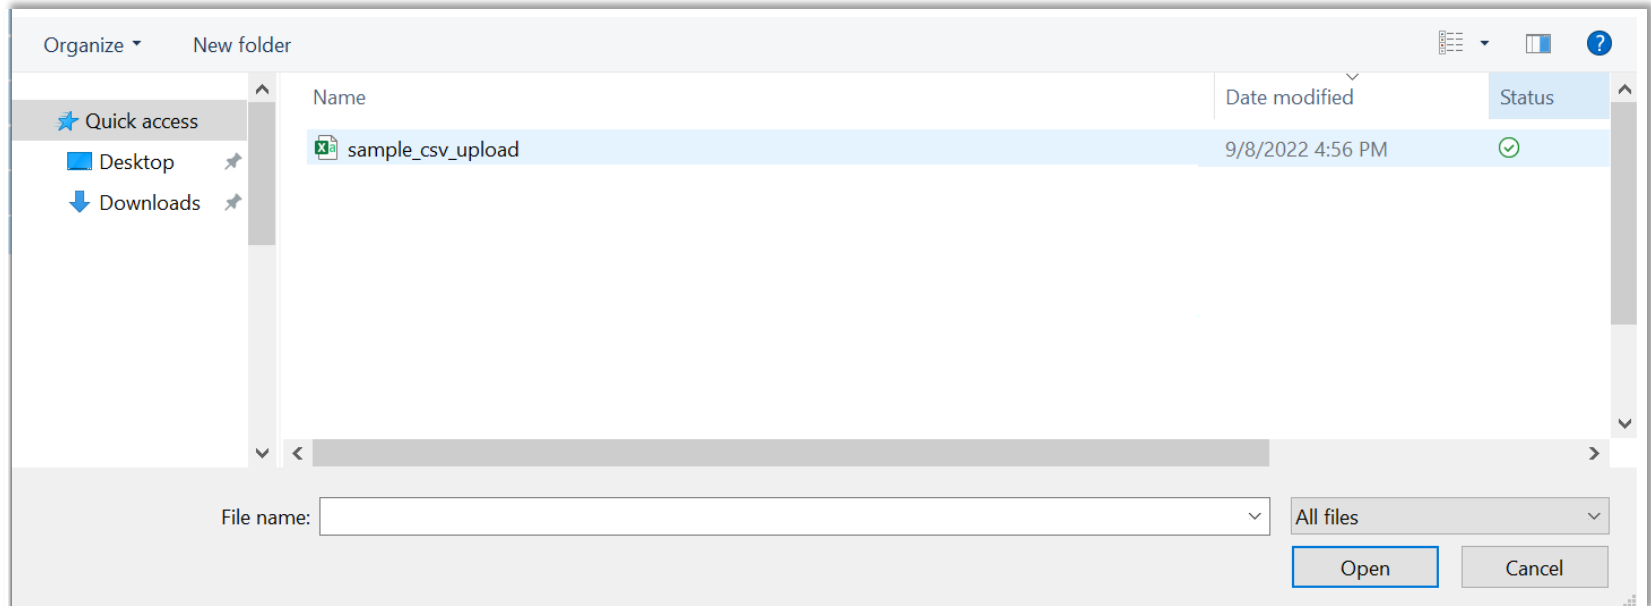 Organize New folder
?
Name Date modified Status
Quick access
sample_csv_upload 9/8/2022 4:56 PM
Desktop
Downloads
File name: All files
Open Cancel